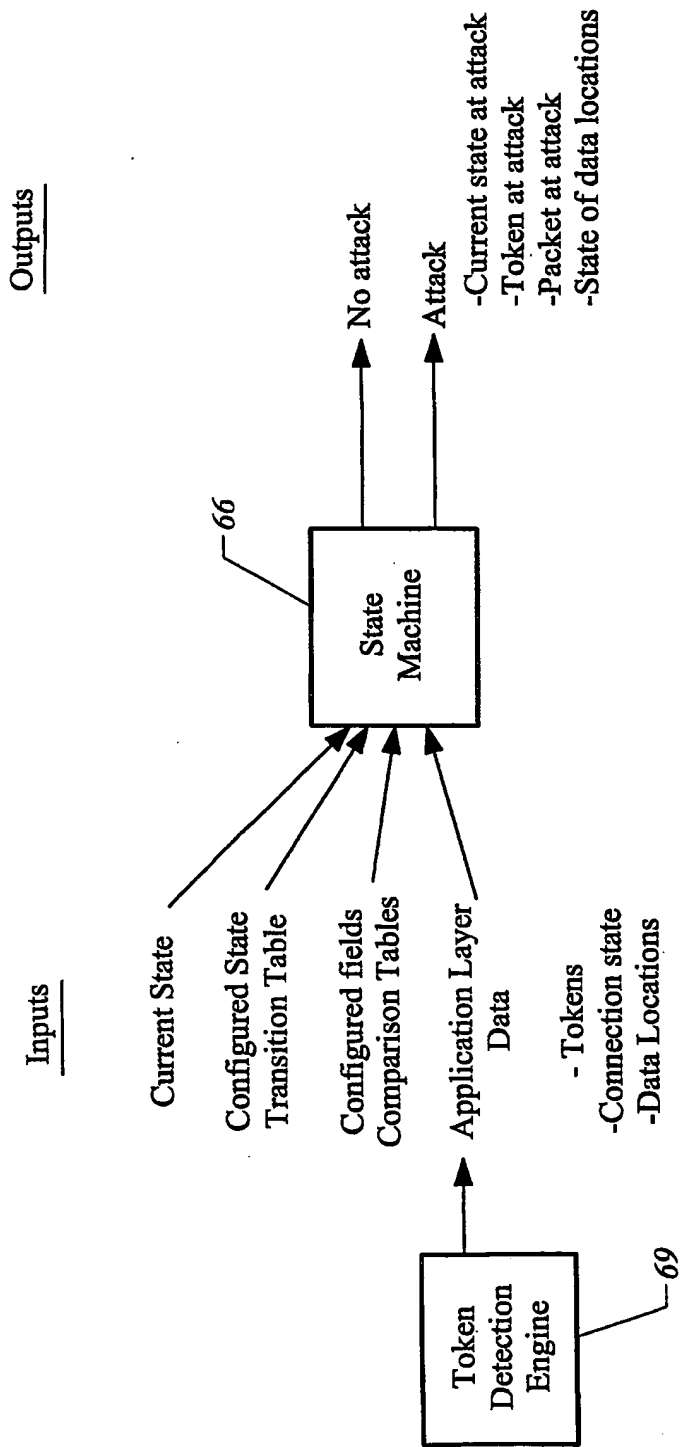 Inputs
Outputs
Current State
Configured State
Transition Table
Configured fields
Comparison Tables
Application Layer
Data
- Tokens
-Connection state
-Data Locations
Token
Detection
Engine
69
State
Machine
66
No attack
Attack
-Current state at attack
-Token at attack
-Packet at attack
-State of data locations